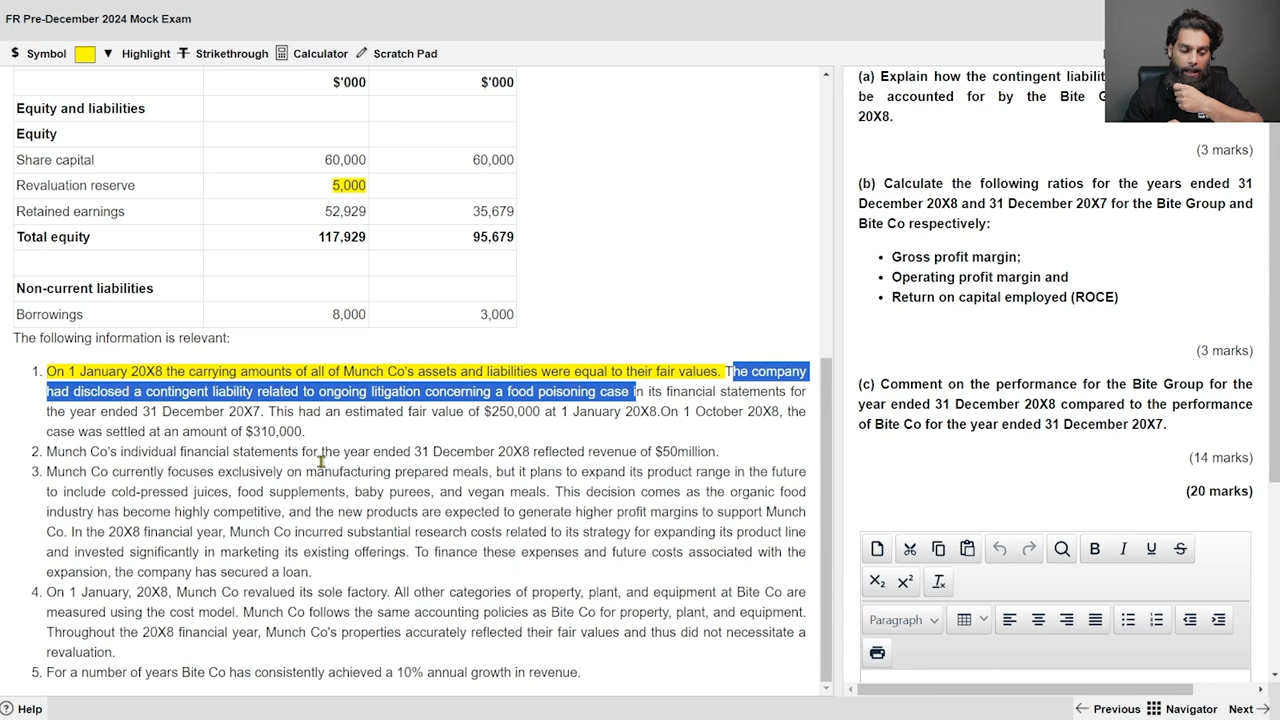 FR Pre-December 2024 Mock Exam
$ Symbol Highlight Strikethrough Calculator Scratch Pad
$'000 $'000
Equity and liabilities
Equity
Share capital 60,000 60,000
Revaluation reserve 5,000
Retained earnings 52,929 35,679
Total equity 117,929 95,679
Non-current liabilities
Borrowings 8,000 3,000
The following information is relevant:
1. On 1 January 20X8 the carrying amounts of all of Munch Co's assets and liabilities were equal to their fair values. The company
had disclosed a contingent liability related to ongoing litigation concerning a food poisoning case in its financial statements for
the year ended 31 December 20X7. This had an estimated fair value of $250,000 at 1 January 20X8.On 1 October 20X8, the
case was settled at an amount of $310,000.
2. Munch Co's individual financial statements for the year ended 31 December 20X8 reflected revenue of $50million.
3. Munch Co currently focuses exclusively on manufacturing prepared meals, but it plans to expand its product range in the future
to include cold-pressed juices, food supplements, baby purees, and vegan meals. This decision comes as the organic food
industry has become highly competitive, and the new products are expected to generate higher profit margins to support Munch
Co. In the 20X8 financial year, Munch Co incurred substantial research costs related to its strategy for expanding its product line
and invested significantly in marketing its existing offerings. To finance these expenses and future costs associated with the
expansion, the company has secured a loan.
4. On 1 January, 20X8, Munch Co revalued its sole factory. All other categories of property, plant, and equipment at Bite Co are
measured using the cost model. Munch Co follows the same accounting policies as Bite Co for property, plant, and equipment.
Throughout the 20X8 financial year, Munch Co's properties accurately reflected their fair values and thus did not necessitate a
revaluation.
5. For a number of years Bite Co has consistently achieved a 10% annual growth in revenue.
(a) Explain how the contingent
be accounted for by the Bite
20X8.
(3 marks)
(b) Calculate the following ratios for the years ended 31
December 20X8 and 31 December 20X7 for the Bite Group and
Bite Co respectively:
• Gross profit margin;
• Operating profit margin and
• Return on capital employed (ROCE)
(3 marks)
(c) Comment on the performance for the Bite Group for the
year ended 31 December 20X8 compared to the performance
of Bite Co for the year ended 31 December 20X7.
(14 marks)
(20 marks)
B I U S
X2 X2 Ix
Paragraph
Help
Previous Navigator Next